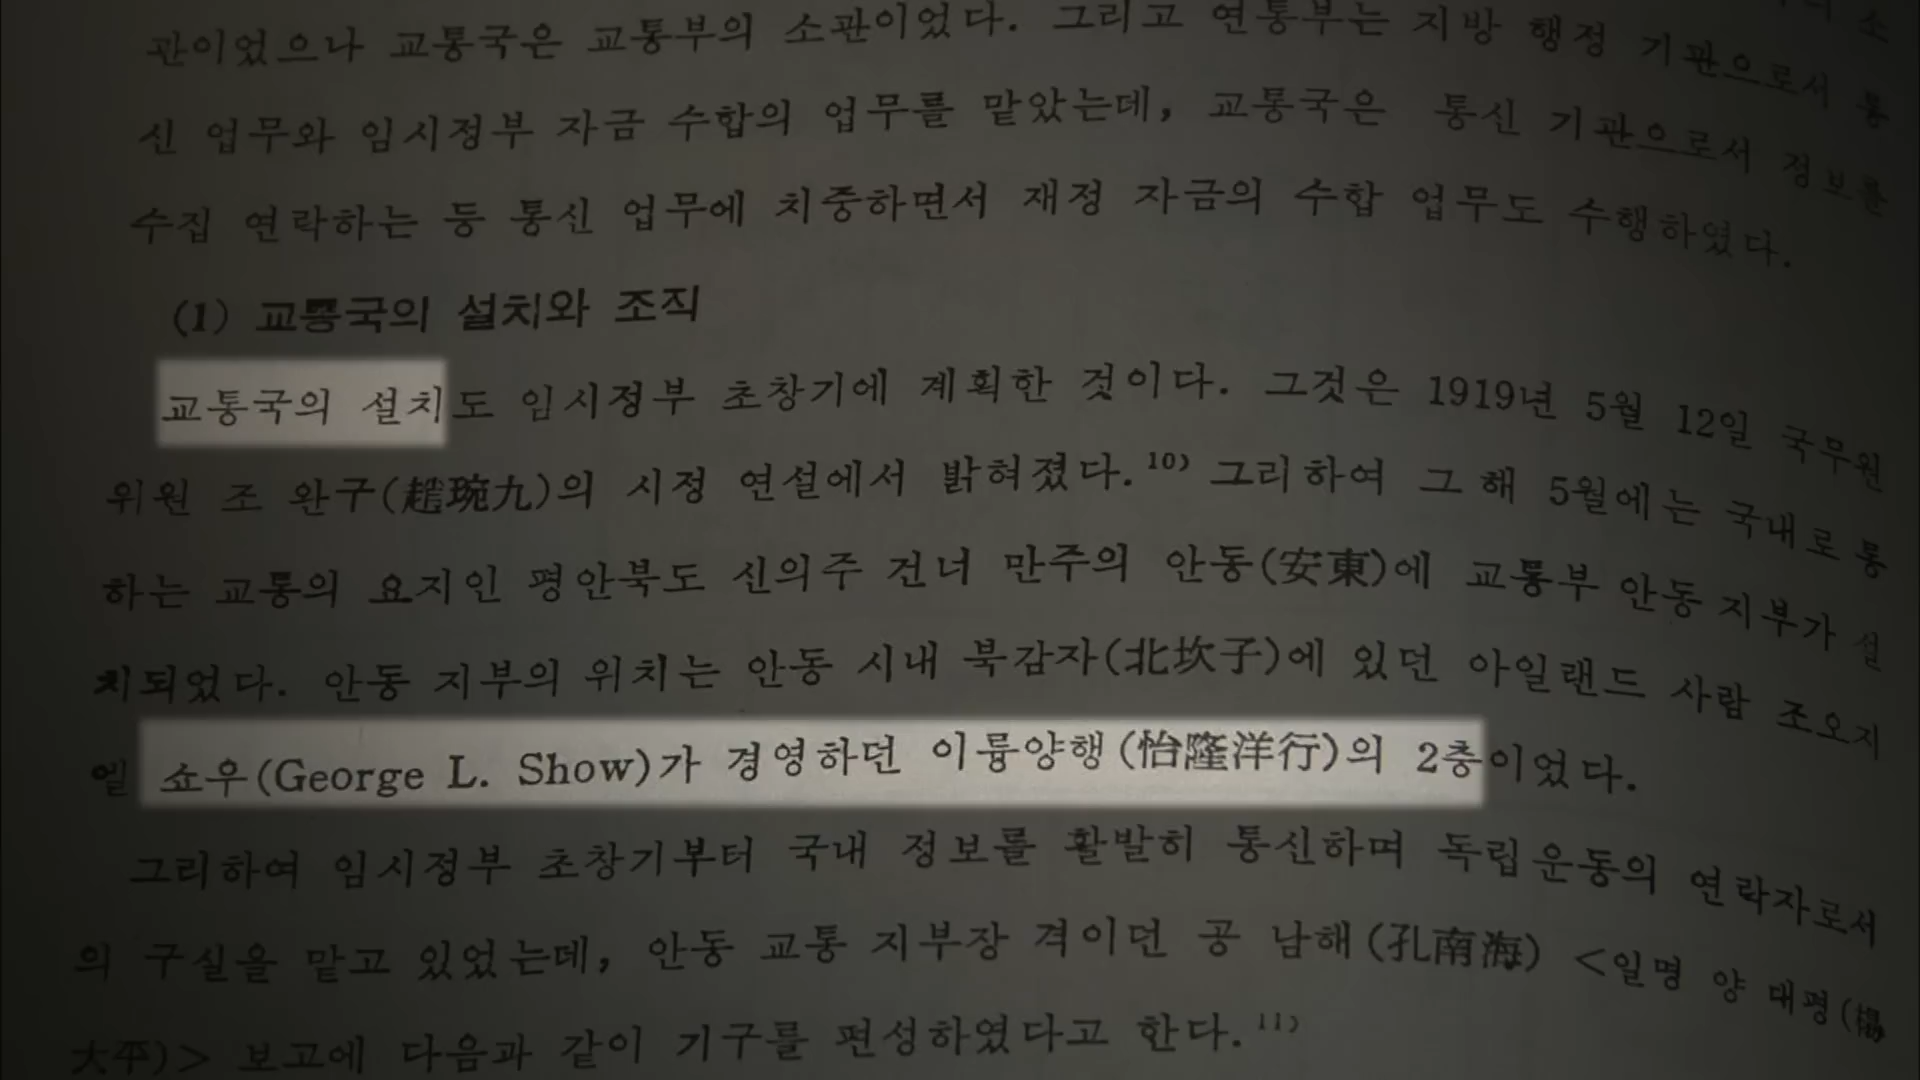 소
관이었으나 교통국은 교통부의 소관이었다. 그리고 연통부는 지방 행정 기관으로서 통
신 업무와 임시정부 자금 수합의 업무를 맡았는데, 교통국은 통신 기관으로서 정보를
수집 연락하는 등 통신 업무에 치중하면서 재정 자금의 수합 업무도 수행하였다.
(1) 교통국의 설치와 조직
교통국의 설치도 임시정부 초창기에 계획한 것이다. 그것은 1919년 5월 12일 국무원
위원 조 완구(趙琬九)의 시정 연설에서 밝혀졌다.10) 그리하여 그 해 5월에는 국내로 통
하는 교통의 요지인 평안북도 신의주 건너 만주의 안동(安東)에 교통부 안동 지부가 설
치되었다. 안동 지부의 위치는 안동 시내 북감자(北坎子)에 있던 아일랜드 사람 조오지
엘 쇼우(George L. Show)가 경영하던 이륭양행(怡隆洋行)의 2층이었다.
그리하여 임시정부 초창기부터 국내 정보를 활발히 통신하며 독립운동의 연락자로서
의 구실을 맡고 있었는데, 안동 교통 지부장 격이던 공 남해(孔南海) <일명 양 대평(楊
大平)> 보고에 다음과 같이 기구를 편성하였다고 한다.11)